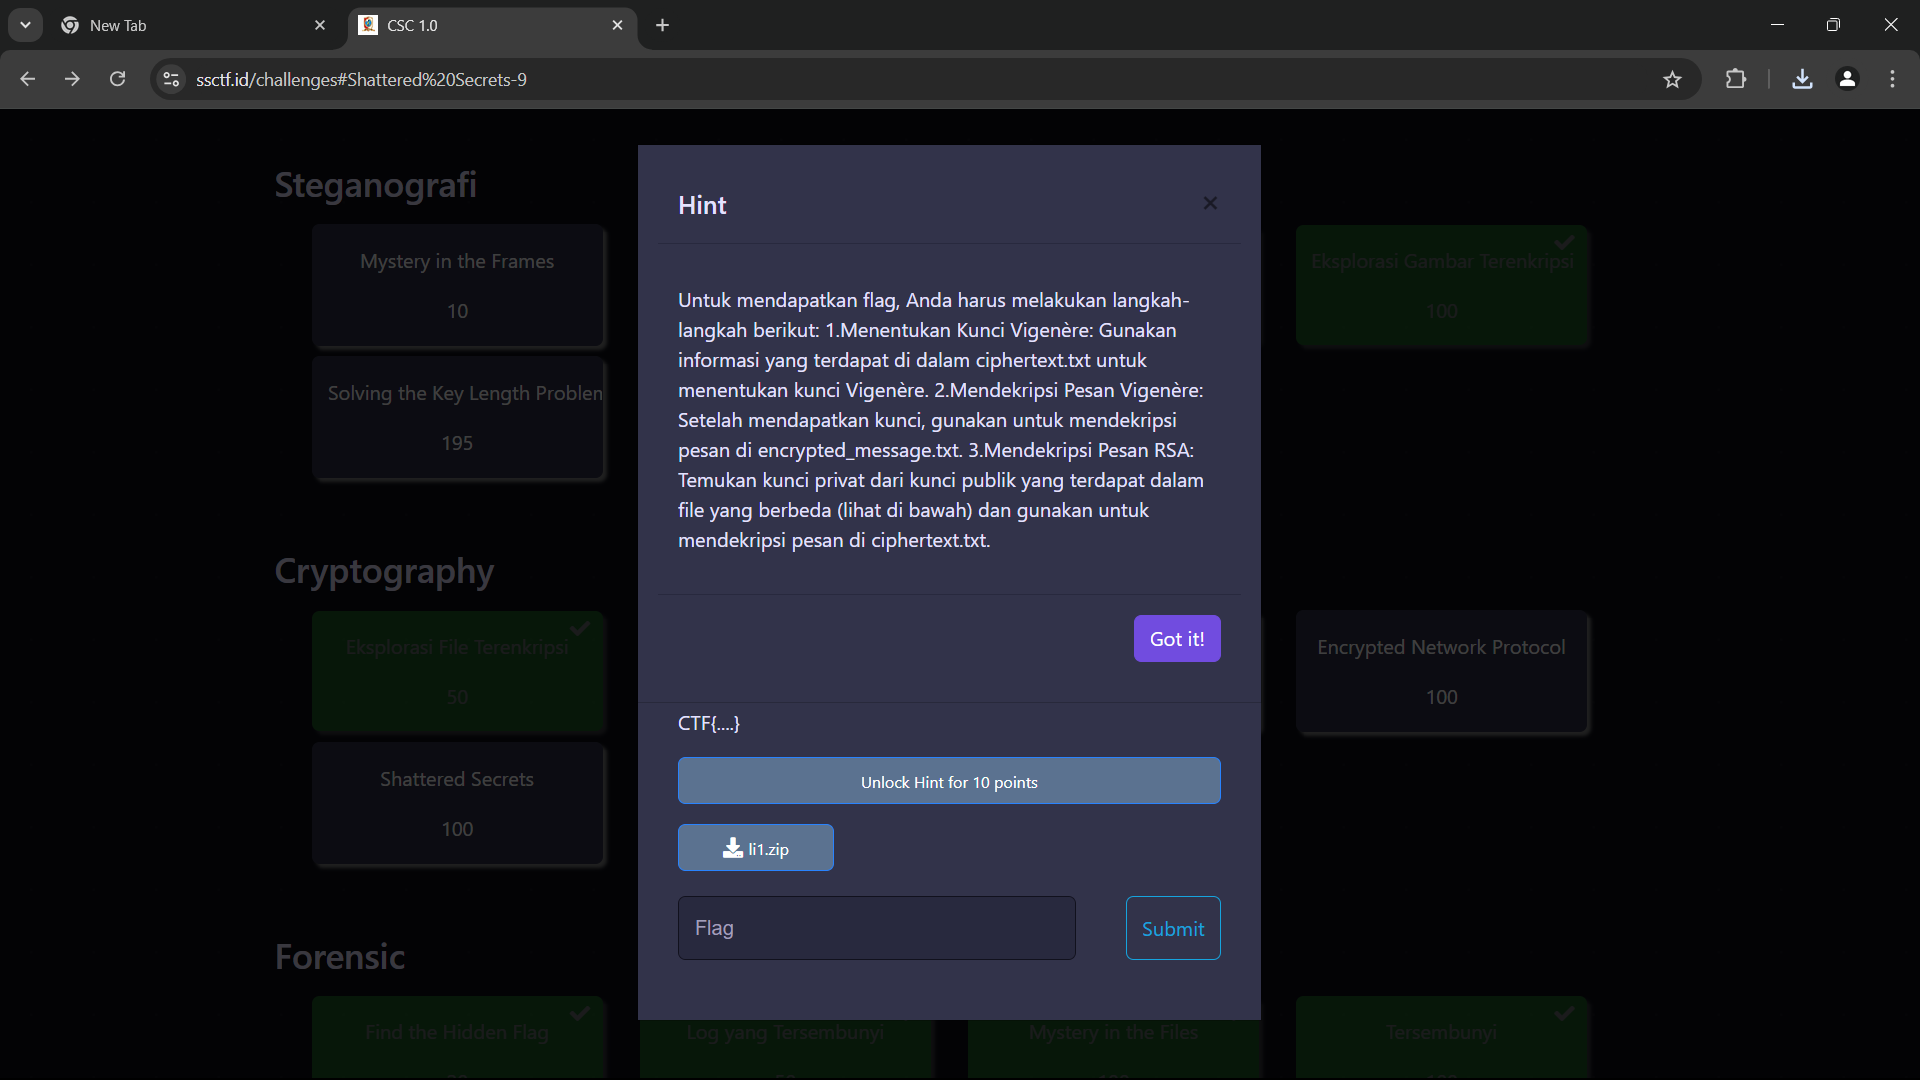 New Tab
CSC 1.0
ssctf.id/challenges#Shattered%20Secrets-9
Steganografi
Mystery in the Frames
10
Eksplorasi Gambar Terenkripsi
100
Solving the Key Length Problem
195
Hint
Untuk mendapatkan flag, Anda harus melakukan langkah-
langkah berikut: 1.Menentukan Kunci Vigenère: Gunakan
informasi yang terdapat di dalam ciphertext.txt untuk
menentukan kunci Vigenère. 2.Mendekripsi Pesan Vigenère:
Setelah mendapatkan kunci, gunakan untuk mendekripsi
pesan di encrypted_message.txt. 3.Mendekripsi Pesan RSA:
Temukan kunci privat dari kunci publik yang terdapat dalam
file yang berbeda (lihat di bawah) dan gunakan untuk
mendekripsi pesan di ciphertext.txt.
Got it!
CTF{....}
Unlock Hint for 10 points
li1.zip
Flag
Submit
Cryptography
Eksplorasi File Terenkripsi
50
Encrypted Network Protocol
100
Shattered Secrets
100
Forensic
Find the Hidden Flag
Log yang Tersembunyi
Mystery in the Files
Tersembunyi